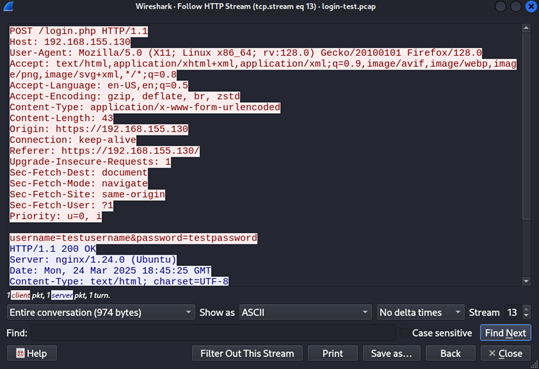 Wireshark · Follow HTTP Stream (tcp.stream eq 13) · login-test.pcap
POST /login.php HTTP/1.1
Host: 192.168.155.130
User-Agent: Mozilla/5.0 (X11; Linux x86_64; rv:128.0) Gecko/20100101 Firefox/128.0
Accept: text/html,application/xhtml+xml,application/xml;q=0.9,image/avif,image/webp,imag
e/png,image/svg+xml,*/*;q=0.8
Accept-Language: en-US,en;q=0.5
Accept-Encoding: gzip, deflate, br, zstd
Content-Type: application/x-www-form-urlencoded
Content-Length: 43
Origin: https://192.168.155.130
Connection: keep-alive
Referer: https://192.168.155.130/
Upgrade-Insecure-Requests: 1
Sec-Fetch-Dest: document
Sec-Fetch-Mode: navigate
Sec-Fetch-Site: same-origin
Sec-Fetch-User: ?1
Priority: u=0, i
username=testusername&password=testpassword
HTTP/1.1 200 OK
Server: nginx/1.24.0 (Ubuntu)
Date: Mon, 24 Mar 2025 18:45:25 GMT
Content-Type: text/html; charset=UTF-8
1 client pkt, 1 server pkt, 1 turn.
Entire conversation (974 bytes) Show as ASCII No delta times Stream 13
Find: Case sensitive Find Next
Help Filter Out This Stream Print Save as… Back Close